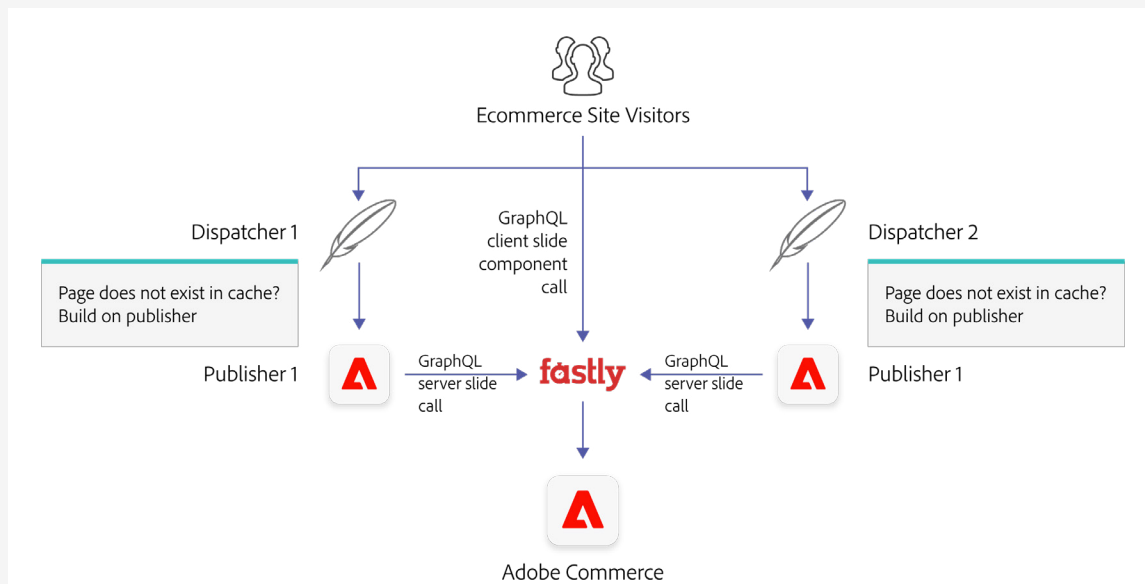 Ecommerce Site Visitors
Dispatcher 1
GraphQL
client slide
component
call
Dispatcher 2
Page does not exist in cache?
Build on publisher
Page does not exist in cache?
Build on publisher
Publisher 1
GraphQL
server slide
call
fastly
GraphQL
server slide
call
Publisher 1
Adobe Commerce